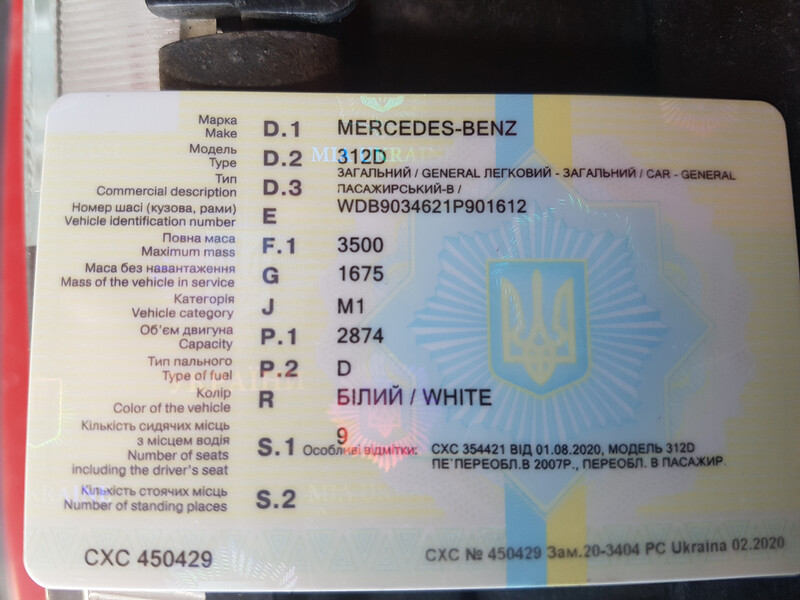 Марка
Make D.1 MERCEDES-BENZ
Модель
Type D.2 312D
Тип
Commercial description D.3 ЗАГАЛЬНИЙ / GENERAL ЛЕГКОВИЙ - ЗАГАЛЬНИЙ / CAR - GENERAL
ПАСАЖИРСЬКИЙ-В /
Номер шасі (кузова, рами)
Vehicle identification number E WDB9034621P901612
Повна маса
Maximum mass F.1 3500
Маса без навантаження
Mass of the vehicle in service G 1675
Категорія
Vehicle category J M1
Об'єм двигуна
Capacity P.1 2874
Тип пального
Type of fuel P.2 D
Колір
Color of the vehicle R БІЛИЙ / WHITE
Кількість сидячих місць
з місцем водія
Number of seats
including the driver's seat S.1 9
Особливі відмітки: СХС 354421 ВІД 01.08.2020, МОДЕЛЬ 312D
ПЕ'ПЕРЕОБЛ.В 2007Р., ПЕРЕОБЛ. В ПАСАЖИР.
Кількість стоячих місць
Number of standing places S.2
СХС 450429
СХС № 450429 Зам.20-3404 РС Ukraina 02.2020